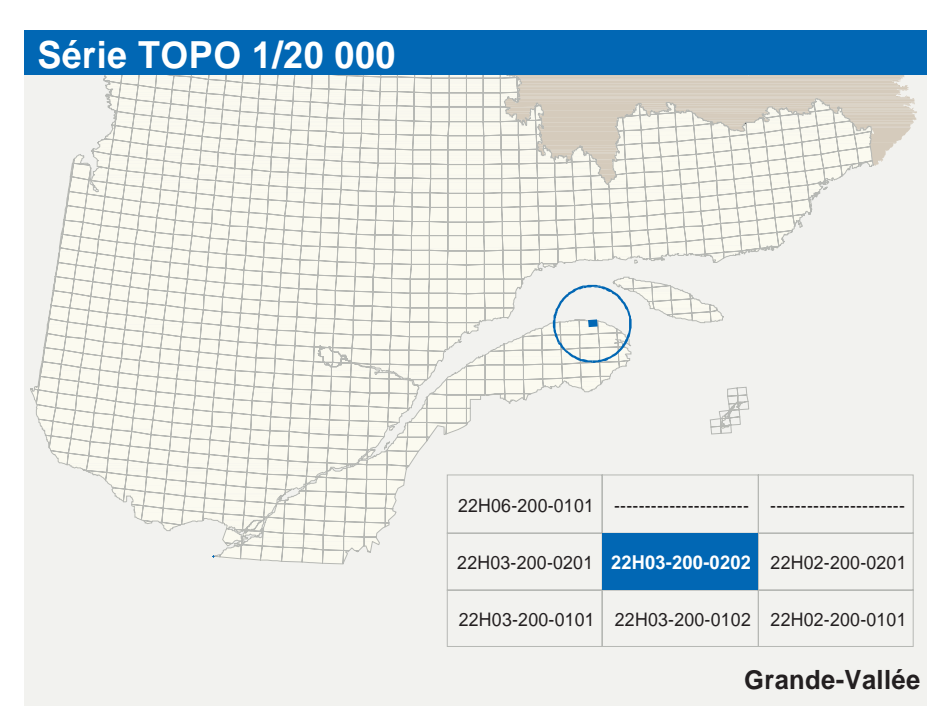 Série TOPO 1/20 000
22H06-200-0101 ---------------------- ----------------------
22H03-200-0201 22H03-200-0202 22H02-200-0201
22H03-200-0101 22H03-200-0102 22H02-200-0101
Grande-Vallée